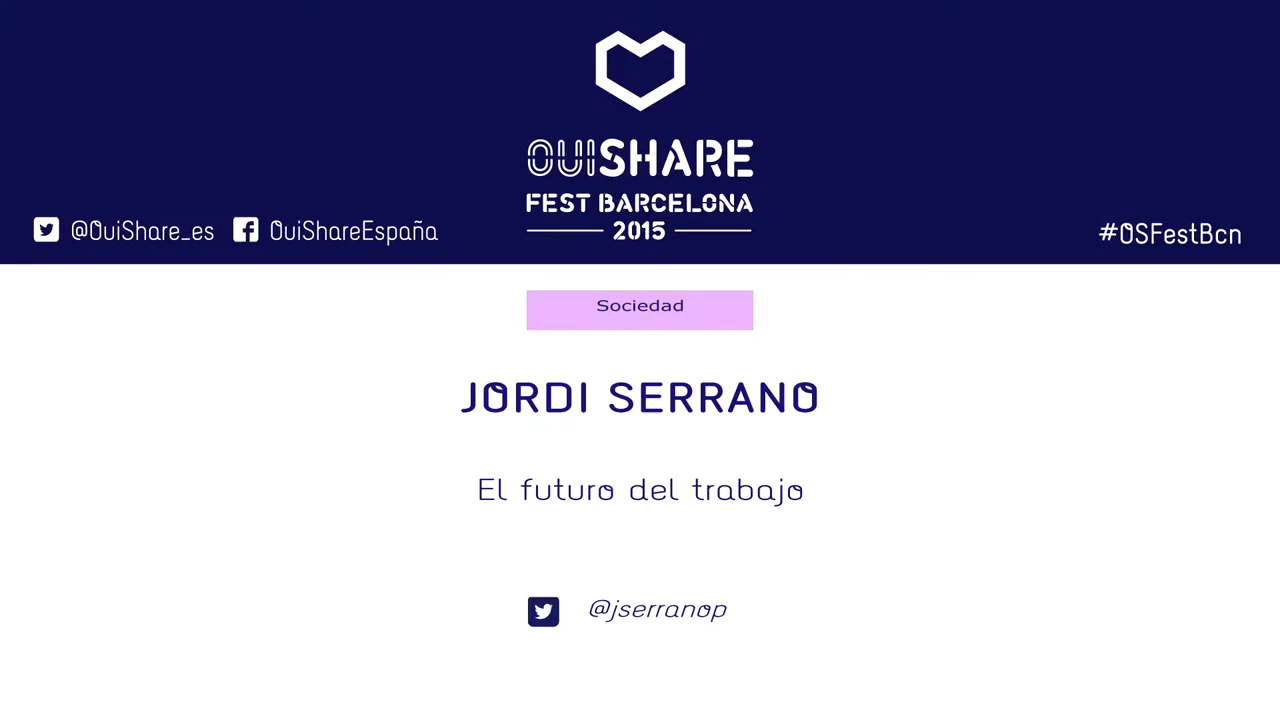 OUISHARE
FEST BARCELONA
2015
@OuiShare_es OuiShareEspaña
#OSFestBcn
Sociedad
JORDI SERRANO
El futuro del trabajo
@jserranop